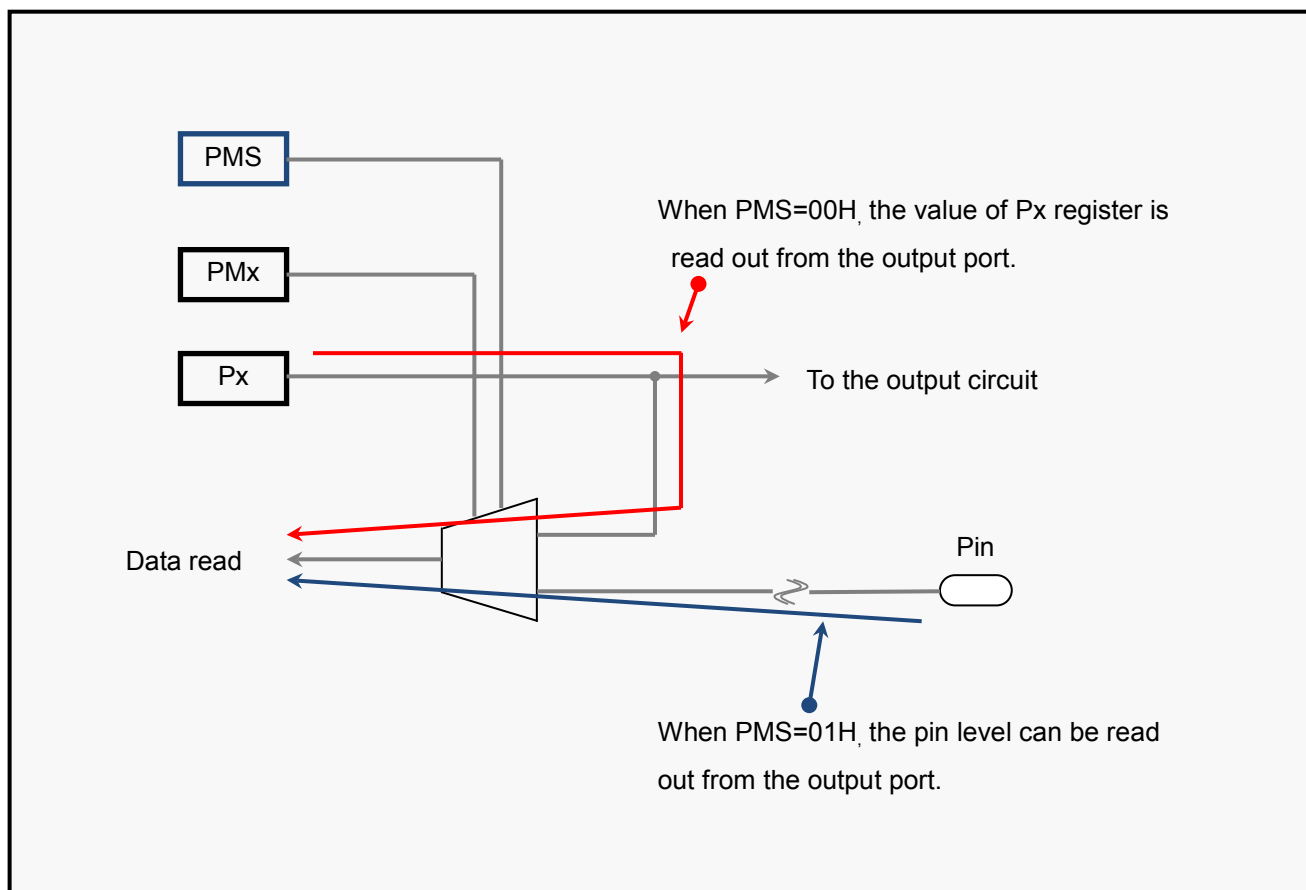 PMS
When PMS=00H, the value of Px register is
read out from the output port.
PMx
Px
To the output circuit
Data read
Pin
When PMS=01H, the pin level can be read
out from the output port.